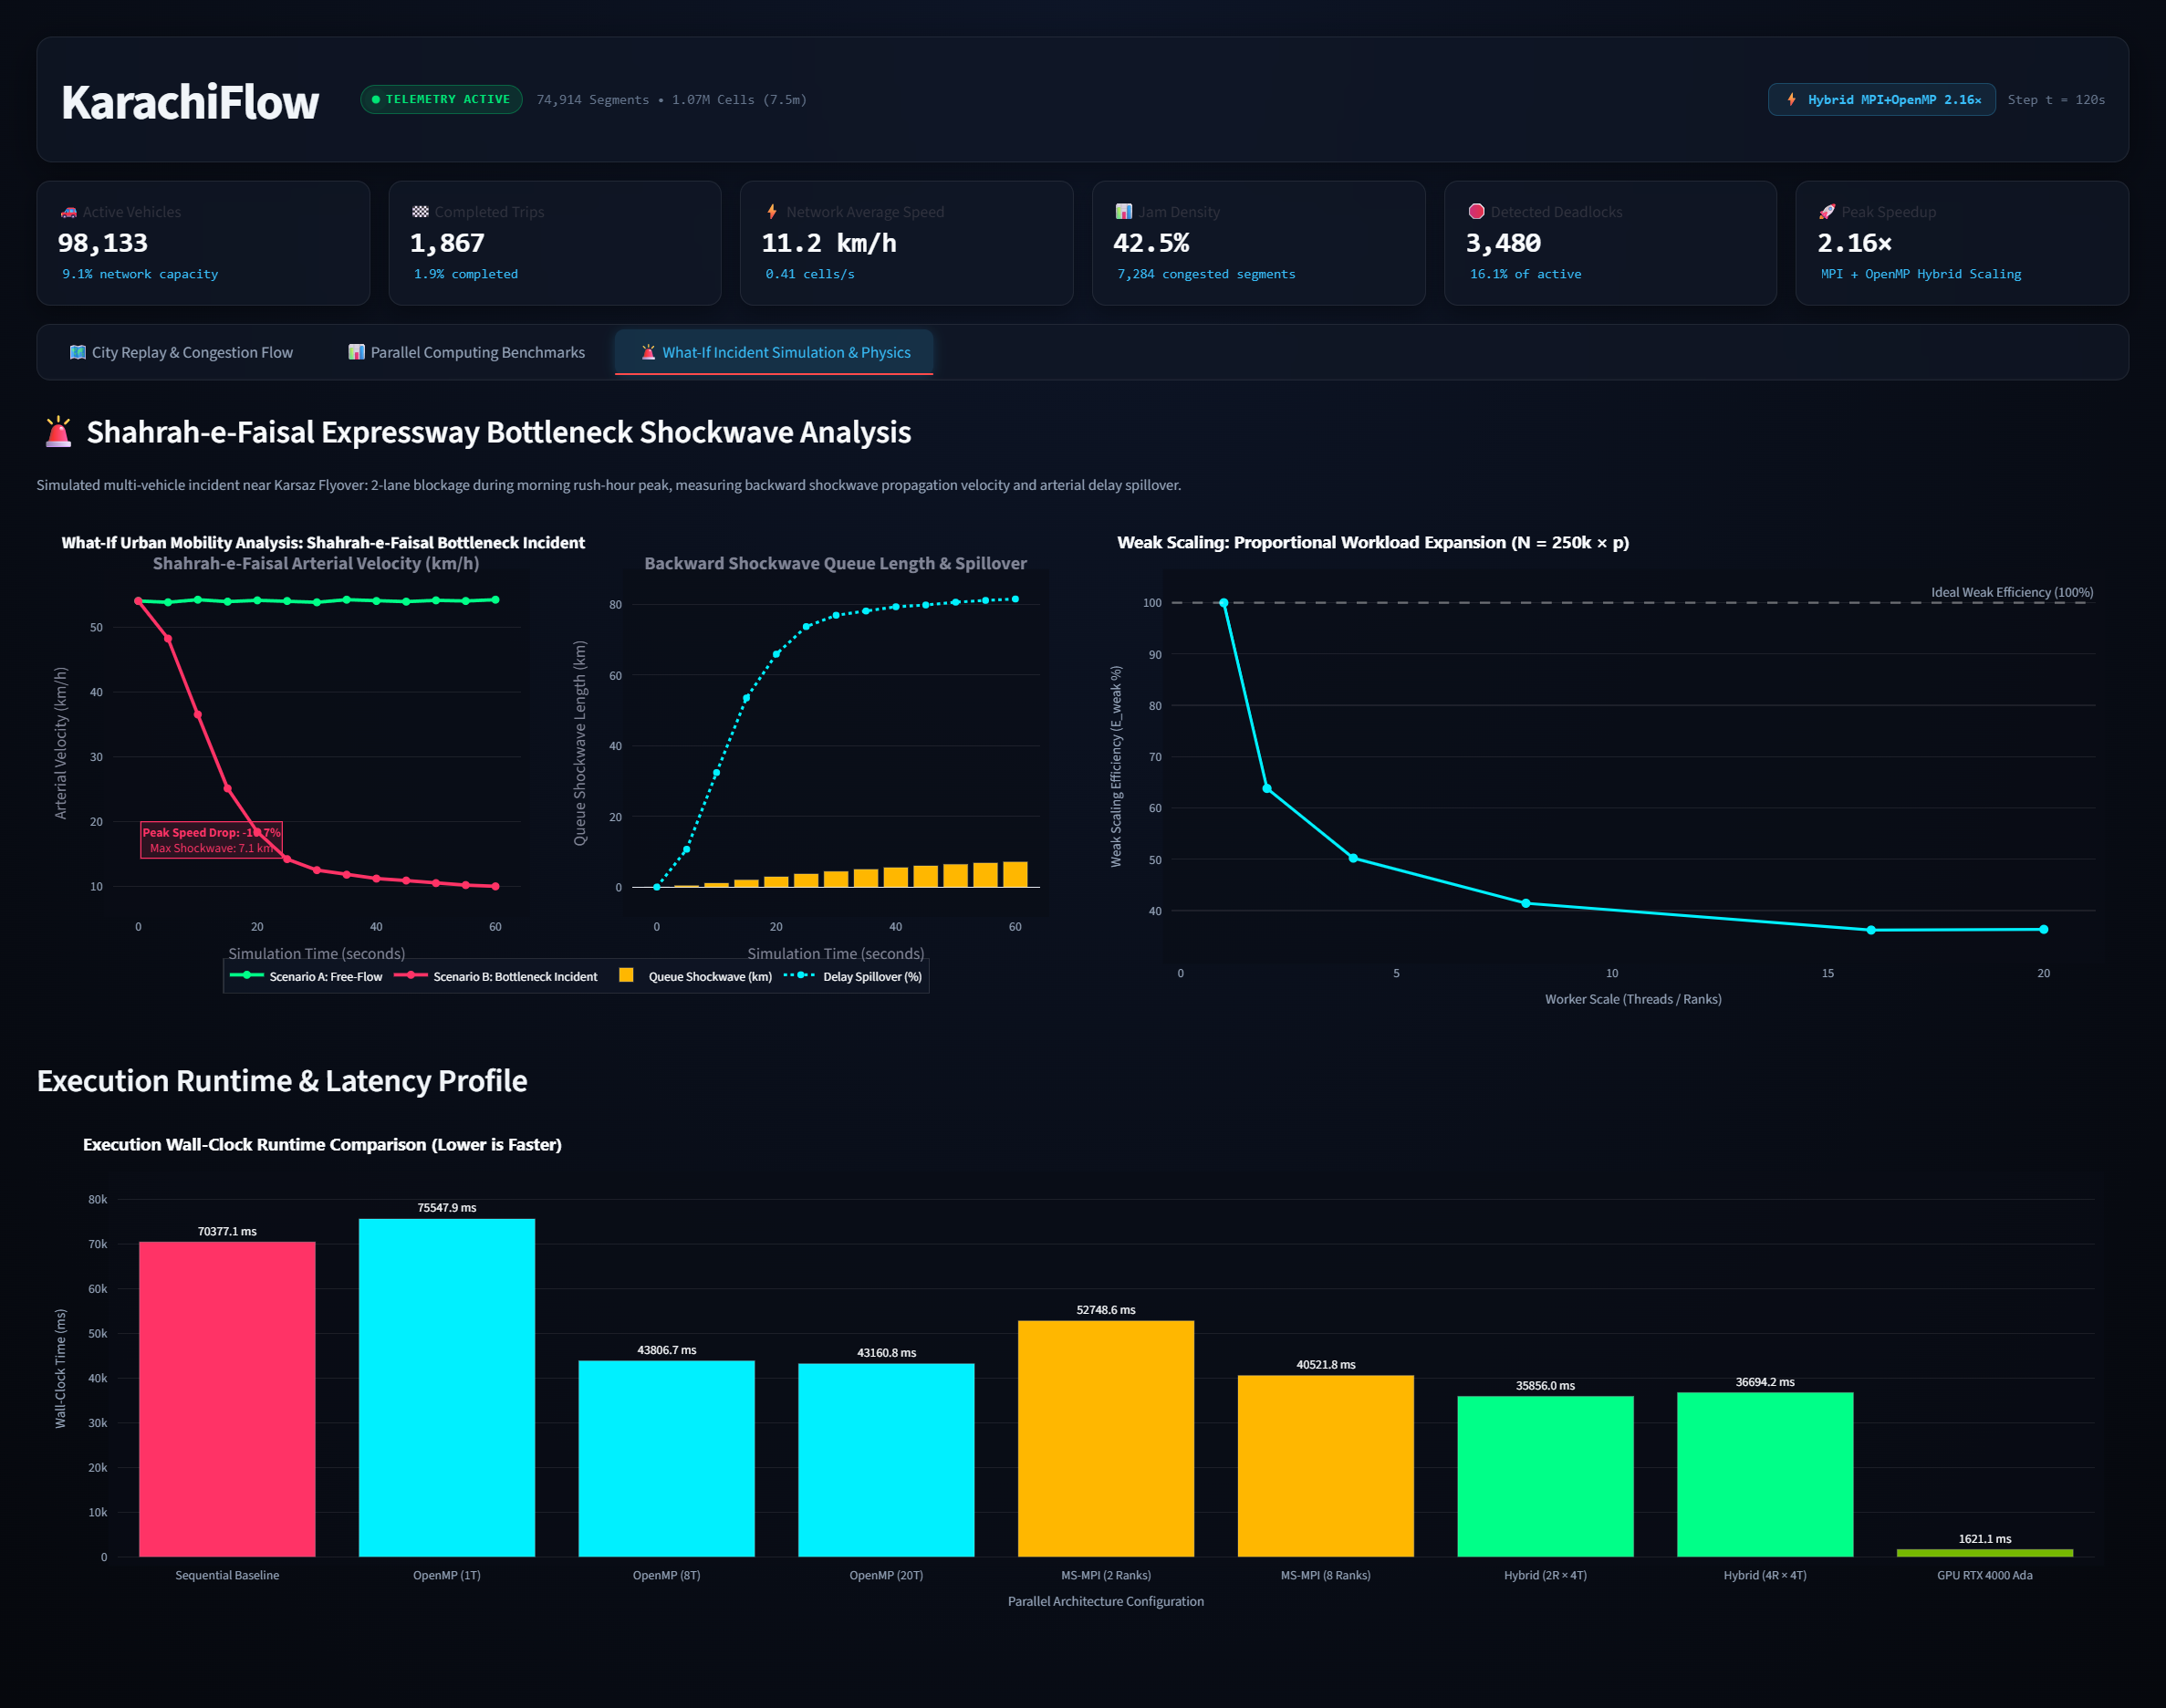 KarachiFlow
TELEMETRY ACTIVE
74,914 Segments • 1.07M Cells (7.5m)
Hybrid MPI+OpenMP 2.16×
Step t = 120s
Active Vehicles
98,133
9.1% network capacity
Completed Trips
1,867
1.9% completed
Network Average Speed
11.2 km/h
0.41 cells/s
Jam Density
42.5%
7,284 congested segments
Detected Deadlocks
3,480
16.1% of active
Peak Speedup
2.16×
MPI + OpenMP Hybrid Scaling
City Replay & Congestion Flow
Parallel Computing Benchmarks
What-If Incident Simulation & Physics
Shahrah-e-Faisal Expressway Bottleneck Shockwave Analysis
Simulated multi-vehicle incident near Karsaz Flyover: 2-lane blockage during morning rush-hour peak, measuring backward shockwave propagation velocity and arterial delay spillover.
What-If Urban Mobility Analysis: Shahrah-e-Faisal Bottleneck Incident
Shahrah-e-Faisal Arterial Velocity (km/h)
Arterial Velocity (km/h)
50
40
30
20
10
Peak Speed Drop:
Max Shockwave: 7.1 km
0
20
40
60
Simulation Time (seconds)
Backward Shockwave Queue Length & Spillover
Queue Shockwave Length (km)
80
60
40
20
0
0
20
40
60
Simulation Time (seconds)
Scenario A: Free-Flow
Scenario B: Bottleneck Incident
Queue Shockwave (km)
Delay Spillover (%)
Weak Scaling: Proportional Workload Expansion (N = 250k × p)
Ideal Weak Efficiency (100%)
Weak Scaling Efficiency (E_weak %)
100
90
80
70
60
50
40
0
5
10
15
20
Worker Scale (Threads / Ranks)
Execution Runtime & Latency Profile
Execution Wall-Clock Runtime Comparison (Lower is Faster)
Wall-Clock Time (ms)
80k
70k
60k
50k
40k
30k
20k
10k
0
70377.1 ms
75547.9 ms
43806.7 ms
43160.8 ms
52748.6 ms
40521.8 ms
35856.0 ms
36694.2 ms
1621.1 ms
Sequential Baseline
OpenMP (1T)
OpenMP (8T)
OpenMP (20T)
MS-MPI (2 Ranks)
MS-MPI (8 Ranks)
Hybrid (2R × 4T)
Hybrid (4R × 4T)
GPU RTX 4000 Ada
Parallel Architecture Configuration